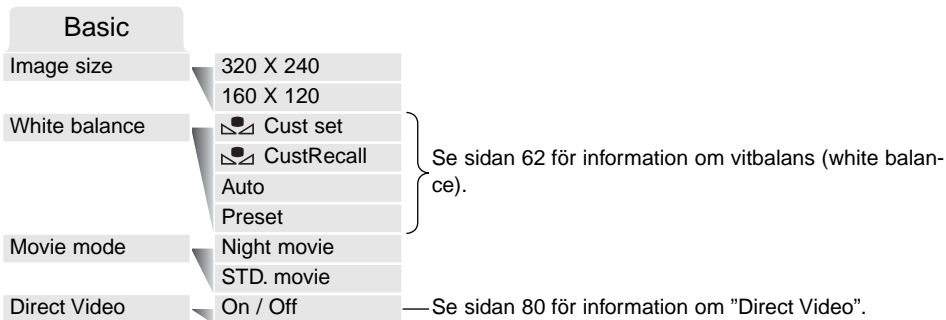 Basic
Image size 320 X 240
160 X 120
White balance Cust set
CustRecall
Se sidan 62 för information om vitbalans (white balan-
ce).
Auto
Preset
Movie mode Night movie
STD. movie
Direct Video On / Off Se sidan 80 för information om ”Direct Video”.